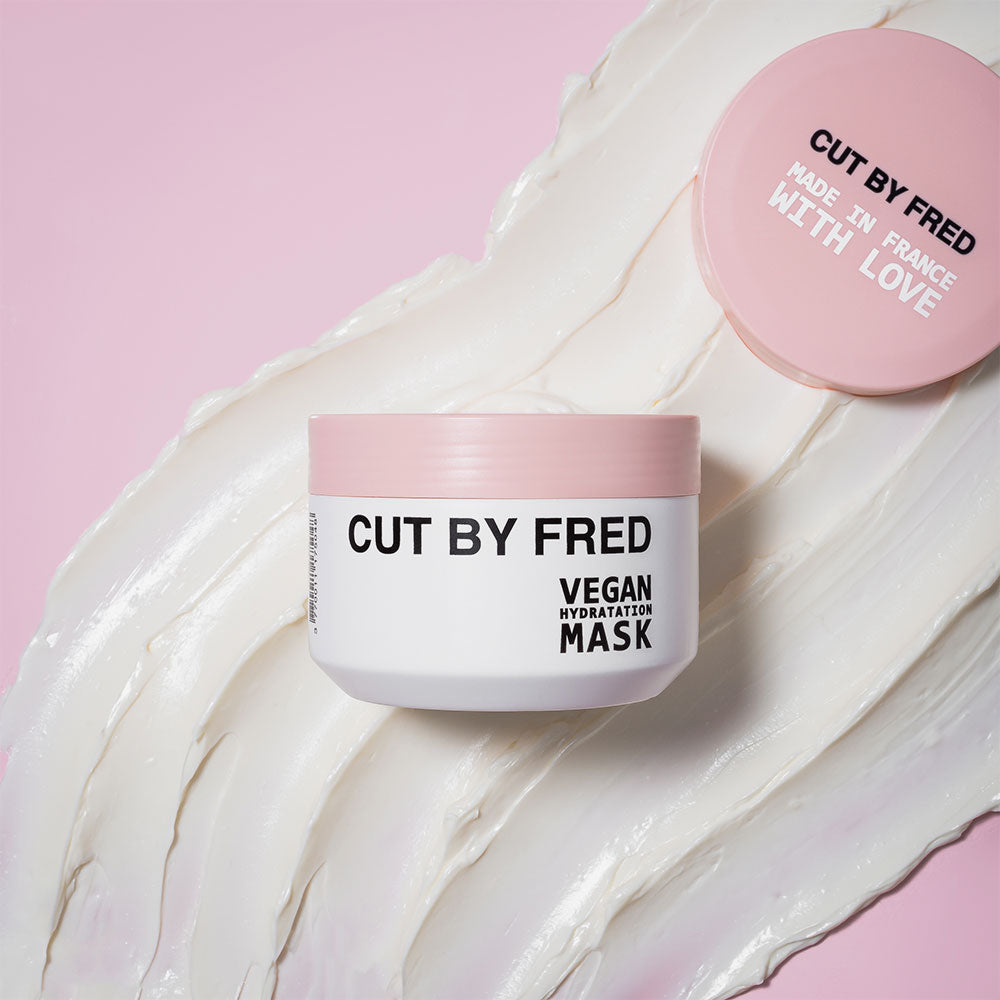 CUT BY FRED
MADE IN FRANCE
WITH LOVE
CUT BY FRED
VEGAN
HYDRATATION
MASK